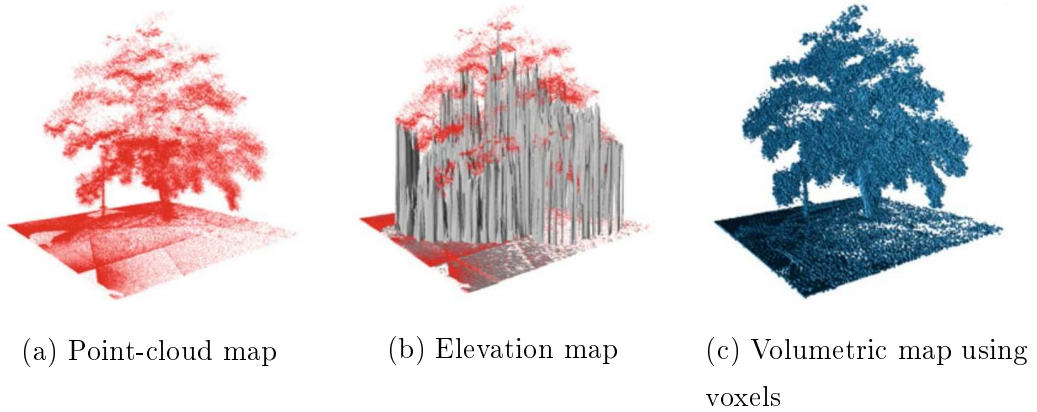 (a) Point-cloud map
(b) Elevation map
(c) Volumetric map using
voxels